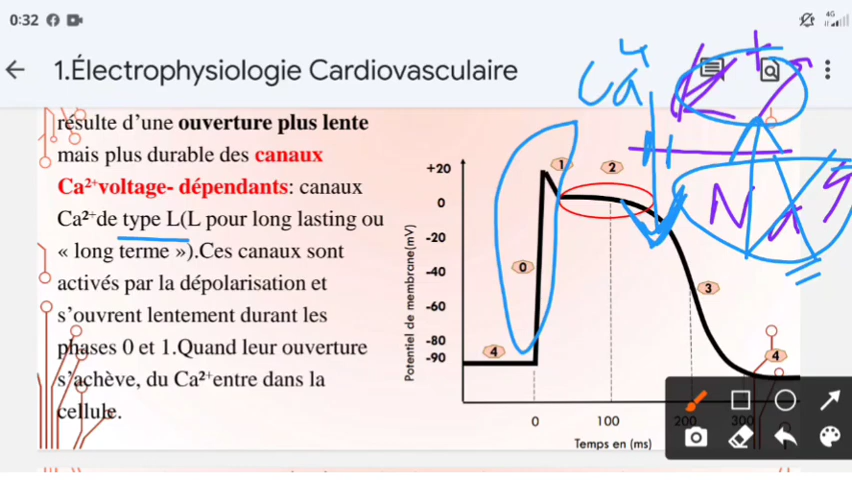 0:32
4G
1.Électrophysiologie Cardiovasculaire
résulte d'une ouverture plus lente
mais plus durable des canaux
Ca²⁺voltage- dépendants: canaux
Ca²⁺de type L(L pour long lasting ou
« long terme »).Ces canaux sont
activés par la dépolarisation et
s'ouvrent lentement durant les
phases 0 et 1.Quand leur ouverture
s'achève, du Ca²⁺entre dans la
cellule.
Potentiel de membrane(mV)
+20
0
-20
-40
-60
-80
-90
0
1
2
3
4
4
0
100
200
300
Temps en (ms)
Ca
K+
Na